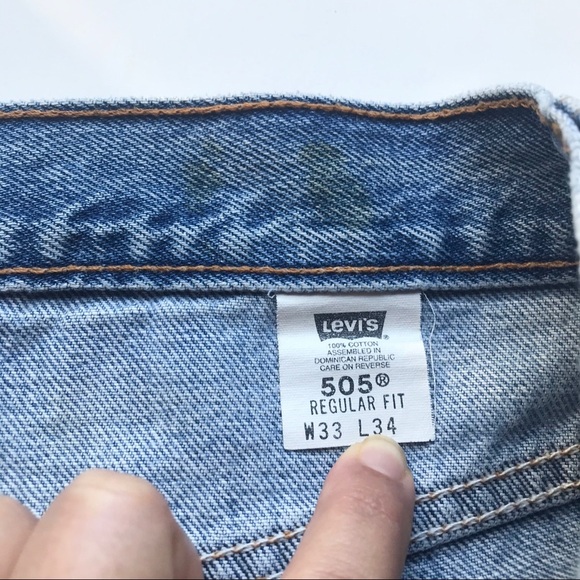 Levi's
100% COTTON
ASSEMBLED IN
DOMINICAN REPUBLIC
CARE ON REVERSE
505®
REGULAR FIT
W33 L34